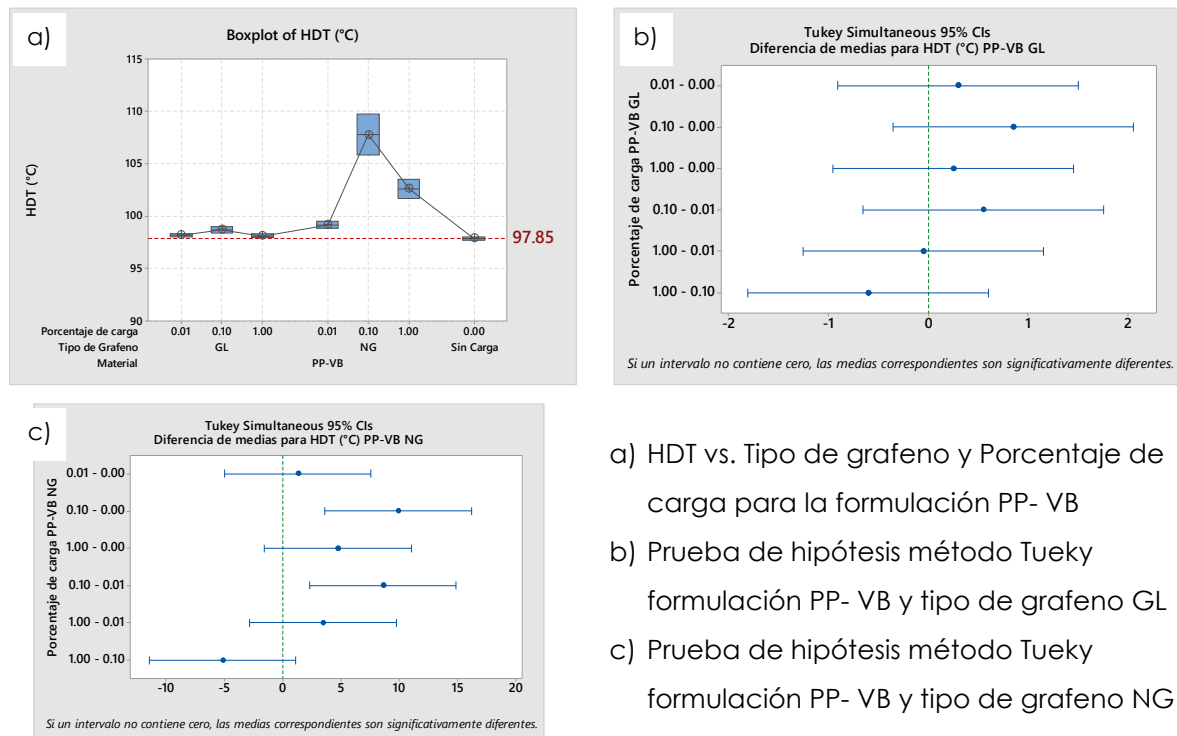 a)
Boxplot of HDT (°C)
HDT (°C)
115
110
105
100
95
90
97.85
Porcentaje de carga 0.01 0.10 1.00 0.01 0.10 1.00 0.00
Tipo de Grafeno GL NG Sin Carga
Material PP-VB
b)
Tukey Simultaneous 95% CIs
Diferencia de medias para HDT (°C) PP-VB GL
Porcentaje de carga PP-VB GL
0.01 - 0.00
0.10 - 0.00
1.00 - 0.00
0.10 - 0.01
1.00 - 0.01
1.00 - 0.10
-2 -1 0 1 2
Si un intervalo no contiene cero, las medias correspondientes son significativamente diferentes.
c)
Tukey Simultaneous 95% CIs
Diferencia de medias para HDT (°C) PP-VB NG
Porcentaje de carga PP-VB NG
0.01 - 0.00
0.10 - 0.00
1.00 - 0.00
0.10 - 0.01
1.00 - 0.01
1.00 - 0.10
-10 -5 0 5 10 15 20
Si un intervalo no contiene cero, las medias correspondientes son significativamente diferentes.
a) HDT vs. Tipo de grafeno y Porcentaje de
carga para la formulación PP- VB
b) Prueba de hipótesis método Tueky
formulación PP- VB y tipo de grafeno GL
c) Prueba de hipótesis método Tueky
formulación PP- VB y tipo de grafeno NG